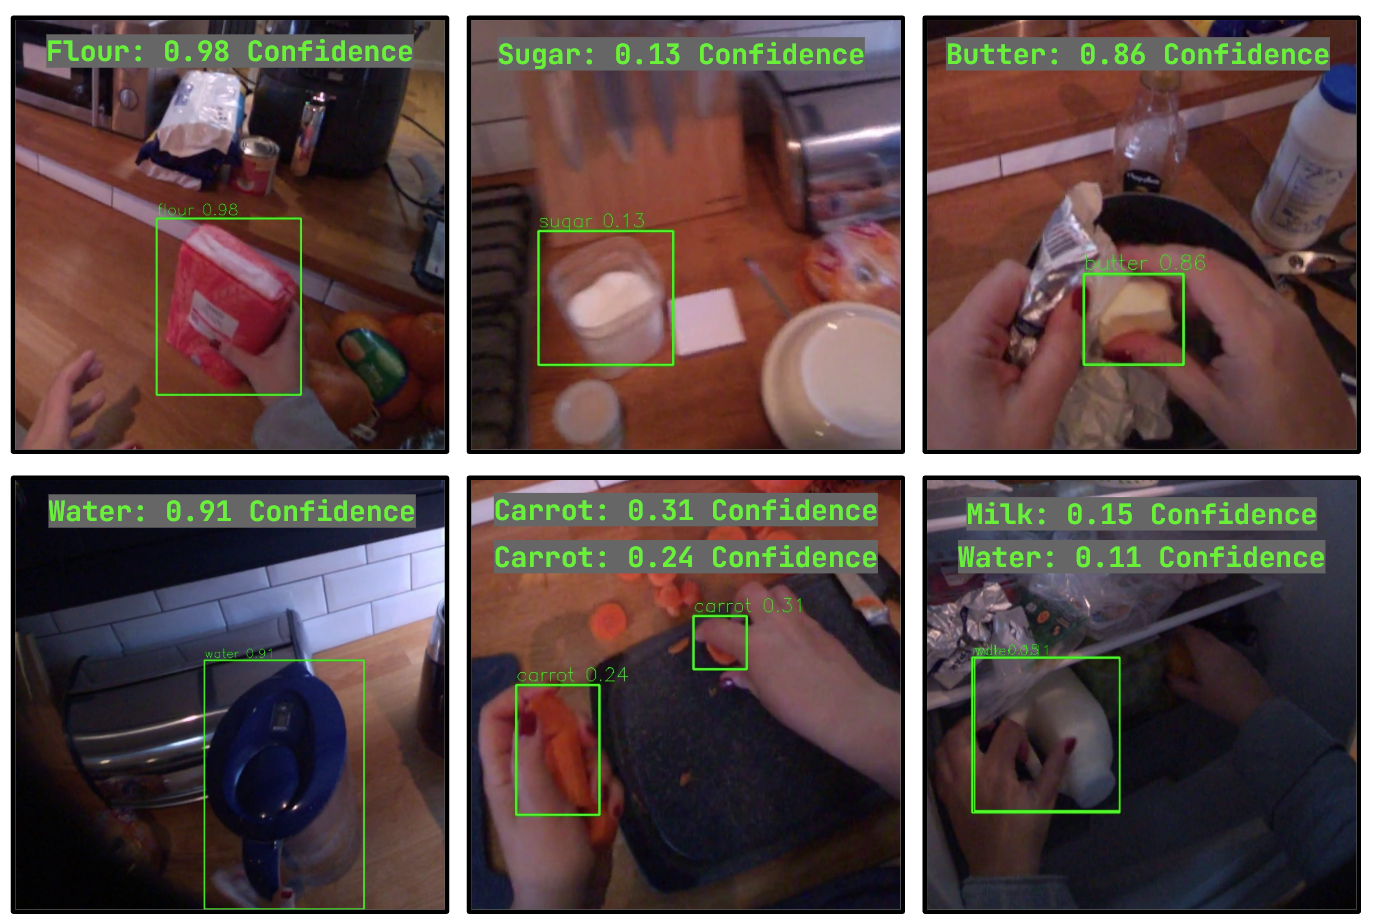 Flour: 0.98 Confidence
flour 0.98
Sugar: 0.13 Confidence
sugar 0.13
Butter: 0.86 Confidence
butter 0.86
Water: 0.91 Confidence
water 0.91
Carrot: 0.31 Confidence
Carrot: 0.24 Confidence
carrot 0.31
carrot 0.24
Milk: 0.15 Confidence
Water: 0.11 Confidence